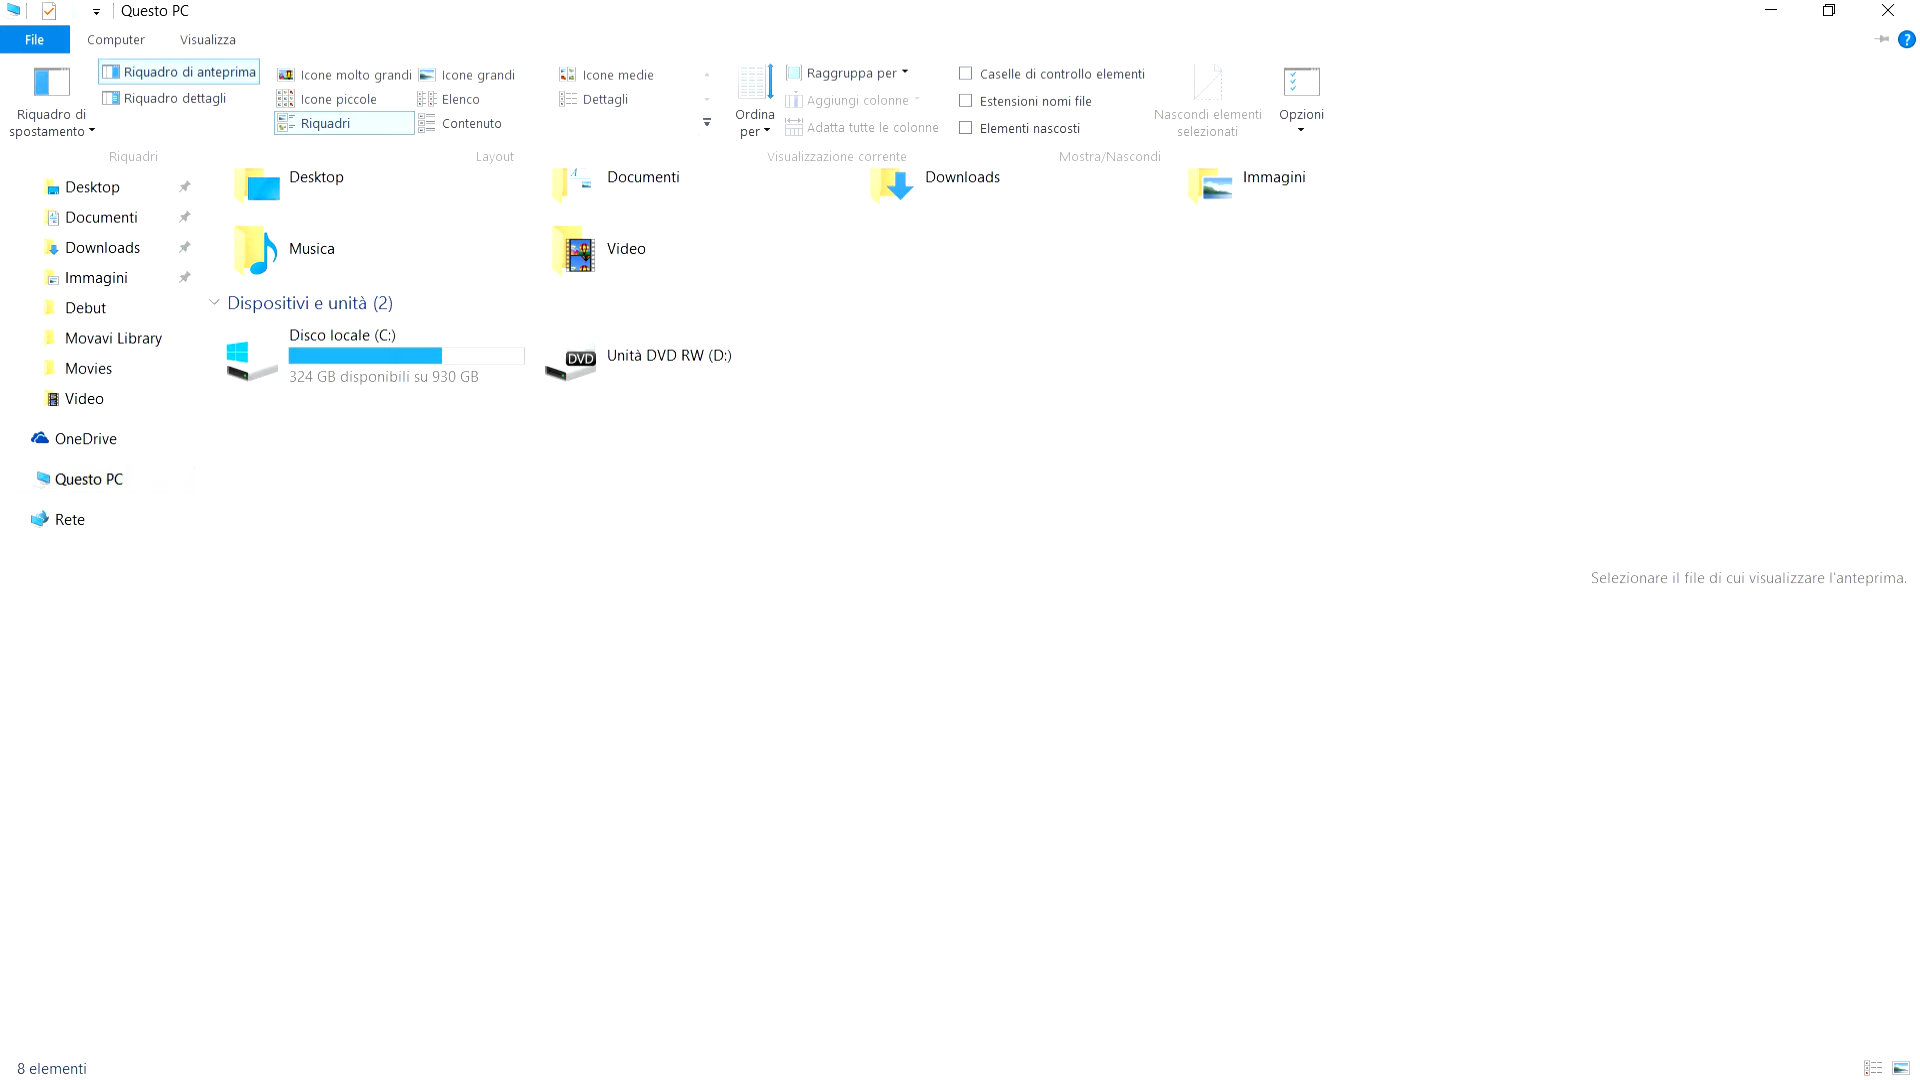 Questo PC
File Computer Visualizza
Riquadro di spostamento
Riquadro di anteprima
Riquadro dettagli
Riquadri
Icone molto grandi Icone grandi Icone medie
Icone piccole Elenco Dettagli
Riquadri Contenuto
Layout
Ordina per
Raggruppa per
Aggiungi colonne
Adatta tutte le colonne
Visualizzazione corrente
Caselle di controllo elementi
Estensioni nomi file
Elementi nascosti
Nascondi elementi selezionati
Mostra/Nascondi
Opzioni
Desktop
Documenti
Downloads
Immagini
Debut
Movavi Library
Movies
Video
OneDrive
Questo PC
Rete
Desktop Documenti Downloads Immagini
Musica Video
Dispositivi e unità (2)
Disco locale (C:)
324 GB disponibili su 930 GB
DVD
Unità DVD RW (D:)
Selezionare il file di cui visualizzare l'anteprima.
8 elementi